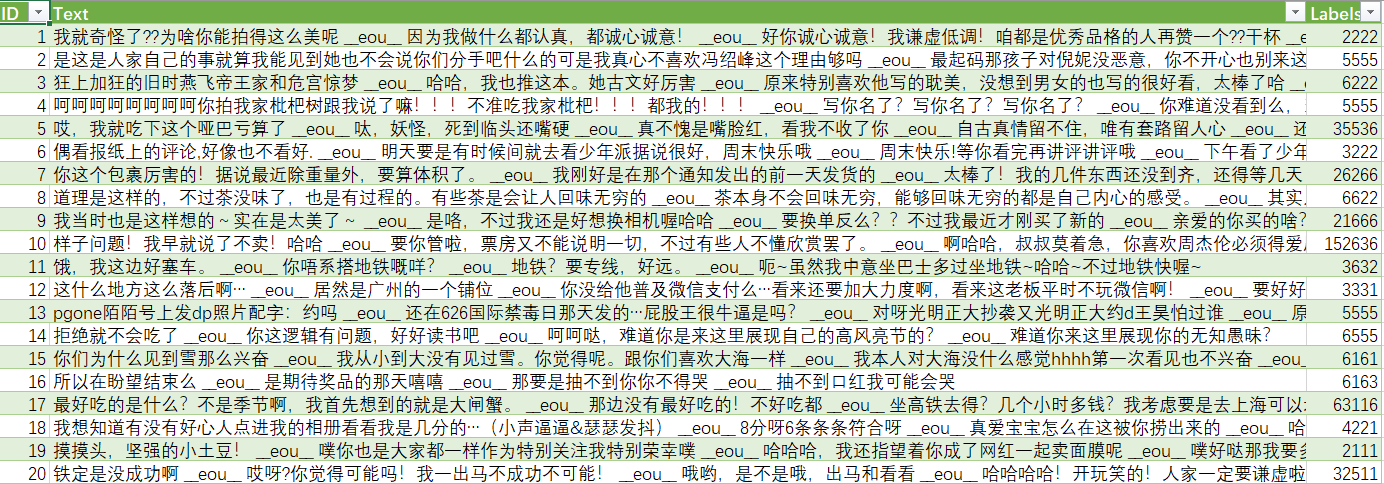 ID Text Labels
1 我就奇怪了??为啥你能拍得这么美呢 __eou__ 因为我做什么都认真，都诚心诚意！ __eou__ 好你诚心诚意！我谦虚低调！咱都是优秀品格的人再赞一个??干杯 __e 2222
2 是这是人家自己的事就算我能见到她也不会说你们分手吧什么的可是我真心不喜欢冯绍峰这个理由够吗 __eou__ 最起码那孩子对倪妮没恶意，你不开心也别来这 5555
3 狂上加狂的旧时燕飞帝王家和危宫惊梦 __eou__ 哈哈，我也推这本。她古文好厉害 __eou__ 原来特别喜欢他写的耽美，没想到男女的也写的很好看，太棒了哈 6222
4 呵呵呵呵呵呵呵呵你拍我家枇杷树跟我说了嘛！！！不准吃我家枇杷！！！都我的！！！ __eou__ 写你名了？写你名了？写你名了？ __eou__ 你难道没看到么， 5555
5 哎，我就吃下这个哑巴亏算了 __eou__ 呔，妖怪，死到临头还嘴硬 __eou__ 真不愧是嘴脸红，看我不收了你 __eou__ 自古真情留不住，唯有套路留人心 __eou__ 还 35536
6 偶看报纸上的评论,好像也不看好. __eou__ 明天要是有时候间就去看少年派据说很好，周末快乐哦 __eou__ 周末快乐!等你看完再讲评讲评哦 __eou__ 下午看了少年 3222
7 你这个包裹厉害的！据说最近除重量外，要算体积了。 __eou__ 我刚好是在那个通知发出的前一天发货的 __eou__ 太棒了！我的几件东西还没到齐，还得等几天 26266
8 道理是这样的，不过茶没味了，也是有过程的。有些茶是会让人回味无穷的 __eou__ 茶本身不会回味无穷，能够回味无穷的都是自己内心的感受。 __eou__ 其实 6622
9 我当时也是这样想的～实在是太美了～ __eou__ 是咯，不过我还是好想换相机喔哈哈 __eou__ 要换单反么？？不过我最近才刚买了新的 __eou__ 亲爱的你买的啥? 21666
10 样子问题！我早就说了不卖！哈哈 __eou__ 要你管啦，票房又不能说明一切，不过有些人不懂欣赏罢了。 __eou__ 啊哈哈，叔叔莫着急，你喜欢周杰伦必须得爱 152636
11 饿，我这边好塞车。 __eou__ 你唔系搭地铁嘅咩？ __eou__ 地铁？要专线，好远。 __eou__ 呃~虽然我中意坐巴士多过坐地铁~哈哈~不过地铁快喔~ 3632
12 这什么地方这么落后啊… __eou__ 居然是广州的一个铺位 __eou__ 你没给他普及微信支付么…看来还要加大力度啊，看来这老板平时不玩微信啊！ __eou__ 要好好 3331
13 pgone陌陌号上发dp照片配字：约吗 __eou__ 还在626国际禁毒日那天发的…屁股王很牛逼是吗？ __eou__ 对呀光明正大抄袭又光明正大约d王昊怕过谁 __eou__ 原 5555
14 拒绝就不会吃了 __eou__ 你这逻辑有问题，好好读书吧 __eou__ 呵呵哒，难道你是来这里展现自己的高风亮节的？ __eou__ 难道你来这里展现你的无知愚昧? 6555
15 你们为什么见到雪那么兴奋 __eou__ 我从小到大没有见过雪。你觉得呢。跟你们喜欢大海一样 __eou__ 我本人对大海没什么感觉hhhh第一次看见也不兴奋 __eou_ 6161
16 所以在盼望结束么 __eou__ 是期待奖品的那天嘻嘻 __eou__ 那要是抽不到你你不得哭 __eou__ 抽不到口红我可能会哭 6163
17 最好吃的是什么？不是季节啊，我首先想到的就是大闸蟹。 __eou__ 那边没有最好吃的！不好吃都 __eou__ 坐高铁去得？几个小时多钱？我考虑要是去上海可以 63116
18 我想知道有没有好心人点进我的相册看看我是几分的…（小声逼逼&瑟瑟发抖） __eou__ 8分呀6条条条符合呀 __eou__ 真爱宝宝怎么在这被你捞出来的 __eou__ 哈 4221
19 摸摸头，坚强的小土豆！ __eou__ 噗你也是大家都一样作为特别关注我特别荣幸噗 __eou__ 哈哈哈，我还指望着你成了网红一起卖面膜呢 __eou__ 噗好哒那我要 2111
20 铁定是没成功啊 __eou__ 哎呀?你觉得可能吗！我一出马不成功不可能！ __eou__ 哦哟，是不是哦，出马和看看 __eou__ 哈哈哈哈！开玩笑的！人家一定要谦虚啦 32511